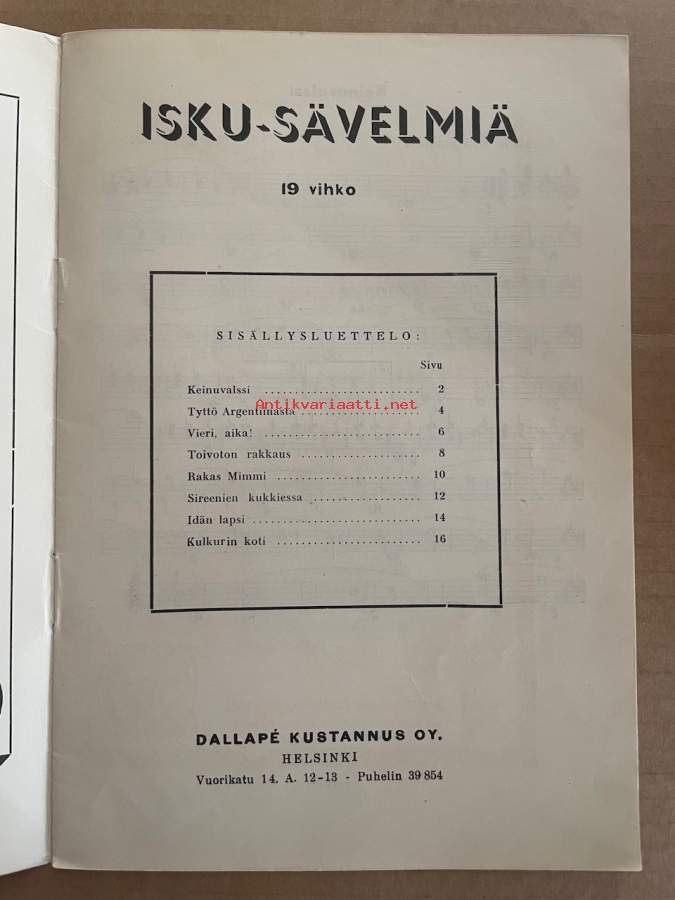 ISKU-SÄVELMIÄ
19 vihko
SISÄLLYSLUETTELO:
Sivu
Keinuvalssi 2
Antikvariaatti.net
Tyttö Argentiinasta 4
Vieri, aika! 6
Toivoton rakkaus 8
Rakas Mimmi 10
Sireenien kukkiessa 12
Idän lapsi 14
Kulkurin koti 16
DALLAPÉ KUSTANNUS OY.
HELSINKI
Vuorikatu 14. A. 12-13 - Puhelin 39 854